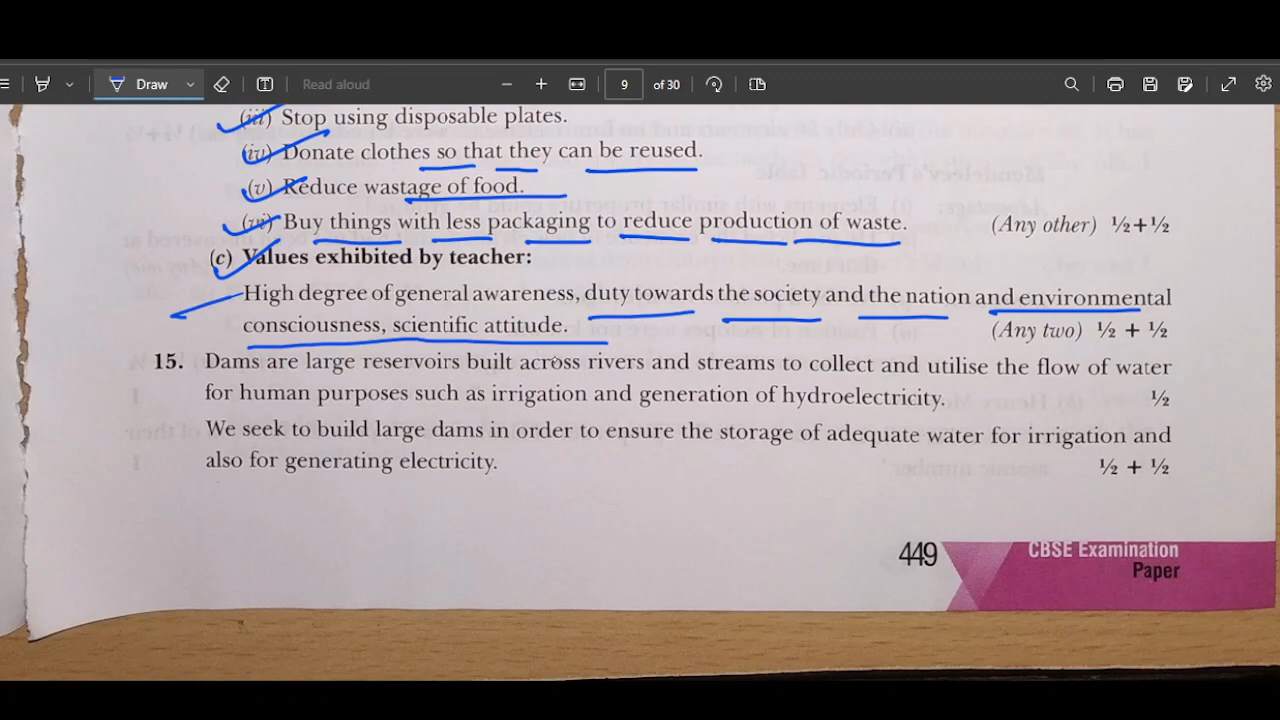 Draw
Read aloud
9 of 30
(iii) Stop using disposable plates.
(iv) Donate clothes so that they can be reused.
(v) Reduce wastage of food.
(vi) Buy things with less packaging to reduce production of waste. (Any other) ½+½
(c) Values exhibited by teacher:
High degree of general awareness, duty towards the society and the nation and environmental
consciousness, scientific attitude. (Any two) ½ + ½
15. Dams are large reservoirs built across rivers and streams to collect and utilise the flow of water
for human purposes such as irrigation and generation of hydroelectricity. ½
We seek to build large dams in order to ensure the storage of adequate water for irrigation and
also for generating electricity. ½ + ½
449 CBSE Examination
Paper